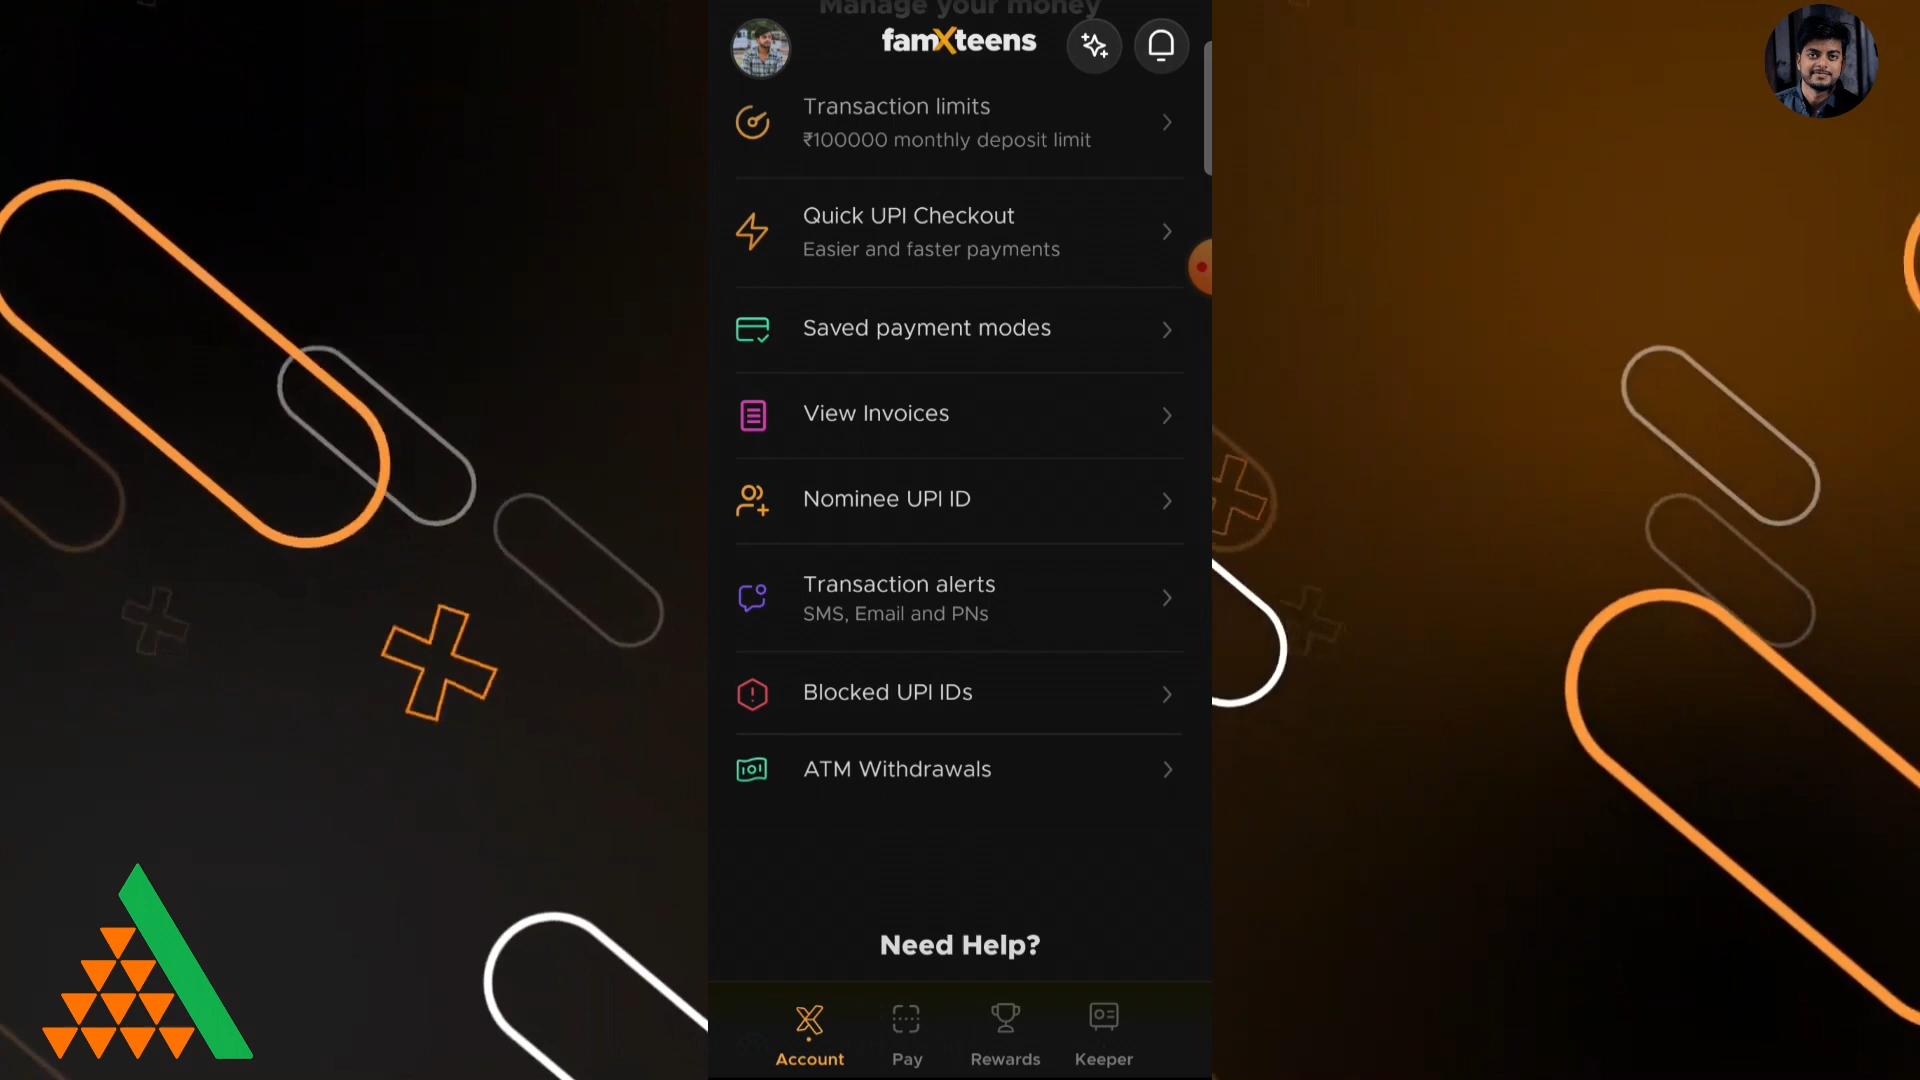 Manage your money
famXteens
Transaction limits
₹100000 monthly deposit limit
Quick UPI Checkout
Easier and faster payments
Saved payment modes
View Invoices
Nominee UPI ID
Transaction alerts
SMS, Email and PNs
Blocked UPI IDs
ATM Withdrawals
Need Help?
Account
Pay
Rewards
Keeper